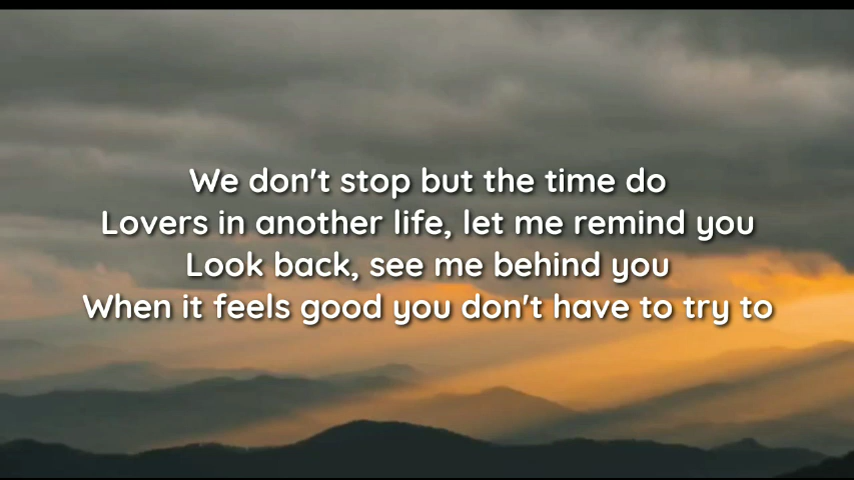 We don't stop but the time do
Lovers in another life, let me remind you
Look back, see me behind you
When it feels good you don't have to try to